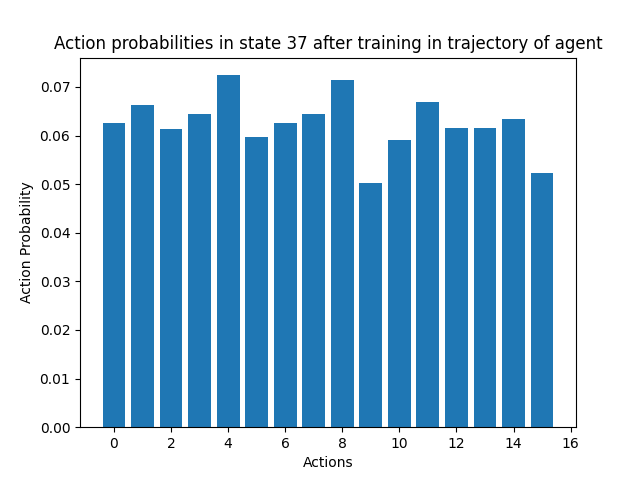 Action probabilities in state 37 after training in trajectory of agent
0.07
0.06
0.05
0.04
0.03
0.02
0.01
0.00
Action Probability
0 2 4 6 8 10 12 14 16
Actions